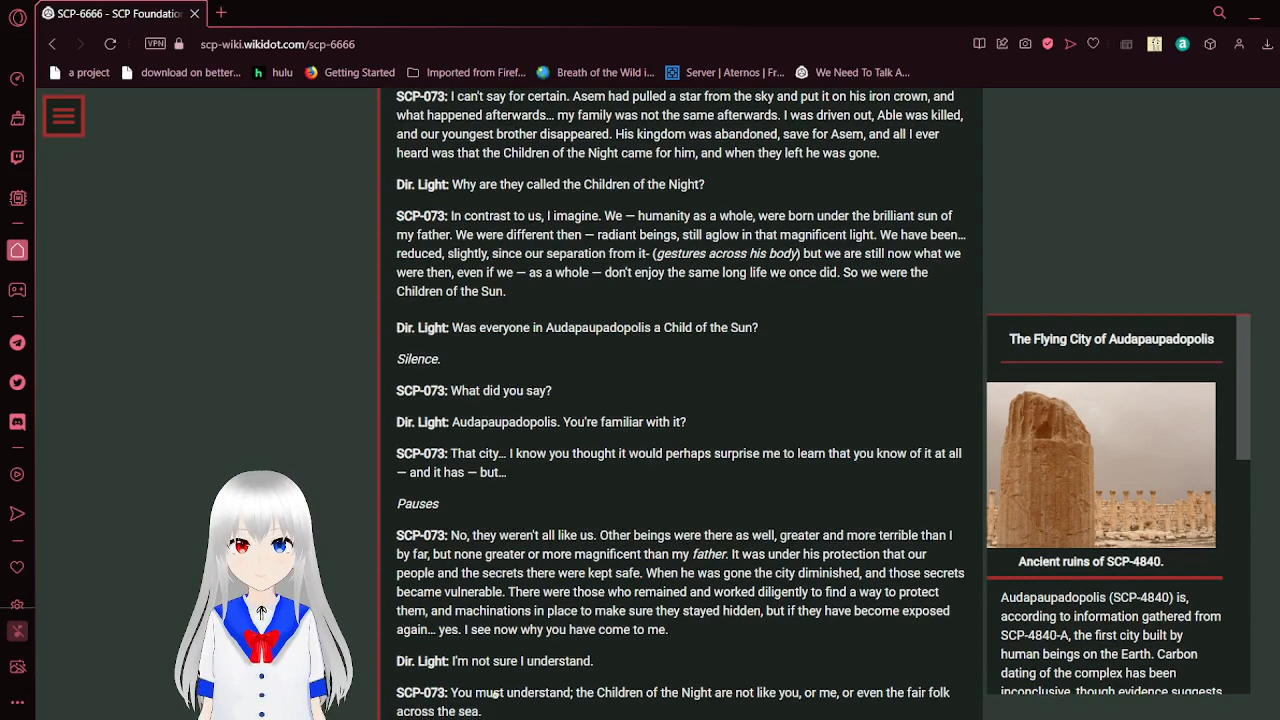 SCP-6666 - SCP Foundatio
scp-wiki.wikidot.com/scp-6666
VPN
a project
download on better...
hulu
Getting Started
Imported from Firef...
Breath of the Wild i...
Server | Aternos | Fr...
We Need To Talk A...
SCP-073: I can't say for certain. Asem had pulled a star from the sky and put it on his iron crown, and
what happened afterwards… my family was not the same afterwards. I was driven out, Able was killed,
and our youngest brother disappeared. His kingdom was abandoned, save for Asem, and all I ever
heard was that the Children of the Night came for him, and when they left he was gone.
Dir. Light: Why are they called the Children of the Night?
SCP-073: In contrast to us, I imagine. We — humanity as a whole, were born under the brilliant sun of
my father. We were different then — radiant beings, still aglow in that magnificent light. We have been…
reduced, slightly, since our separation from it- (gestures across his body) but we are still now what we
were then, even if we — as a whole — don't enjoy the same long life we once did. So we were the
Children of the Sun.
Dir. Light: Was everyone in Audapaupadopolis a Child of the Sun?
Silence.
SCP-073: What did you say?
Dir. Light: Audapaupadopolis. You're familiar with it?
SCP-073: That city… I know you thought it would perhaps surprise me to learn that you know of it at all
— and it has — but…
Pauses
SCP-073: No, they weren't all like us. Other beings were there as well, greater and more terrible than I
by far, but none greater or more magnificent than my father. It was under his protection that our
people and the secrets there were kept safe. When he was gone the city diminished, and those secrets
became vulnerable. There were those who remained and worked diligently to find a way to protect
them, and machinations in place to make sure they stayed hidden, but if they have become exposed
again… yes. I see now why you have come to me.
Dir. Light: I'm not sure I understand.
SCP-073: You must understand; the Children of the Night are not like you, or me, or even the fair folk
across the sea.
The Flying City of Audapaupadopolis
Ancient ruins of SCP-4840.
Audapaupadopolis (SCP-4840) is,
according to information gathered from
SCP-4840-A, the first city built by
human beings on the Earth. Carbon
dating of the complex has been
inconclusive, though evidence suggests